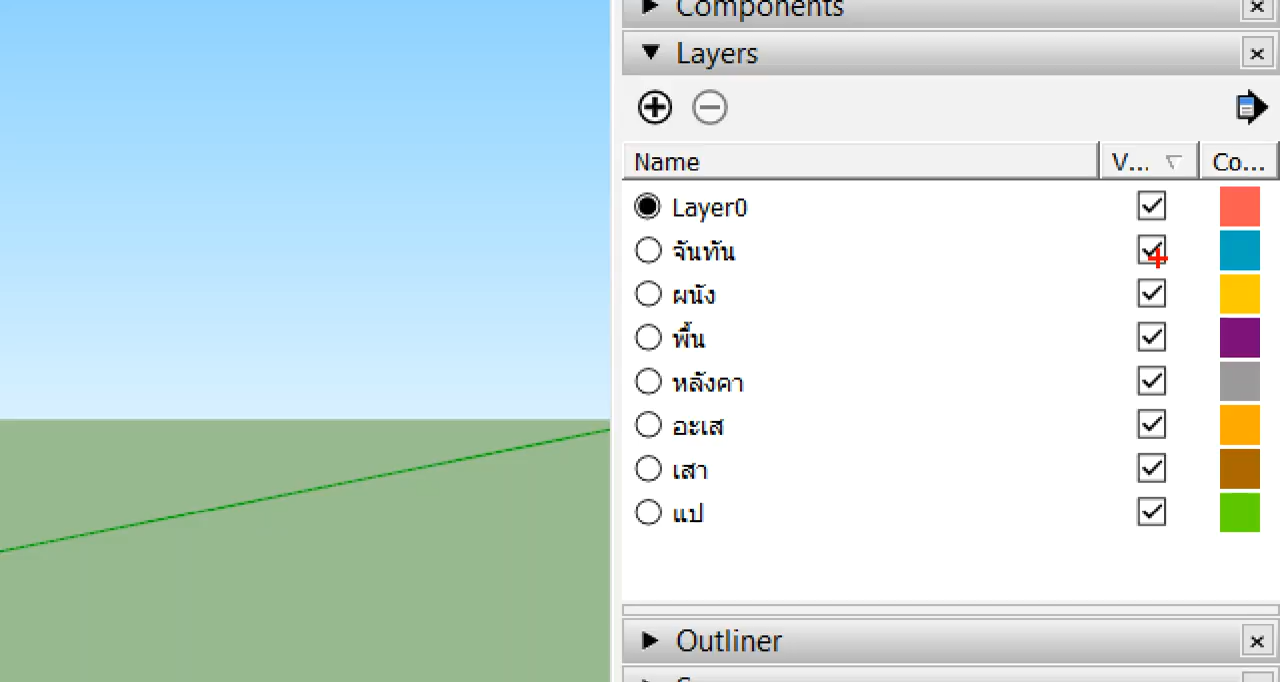 Components
Layers
Name V... Co...
Layer0
จันทัน
ผนัง
พื้น
หลังคา
อะเส
เสา
แป
Outliner